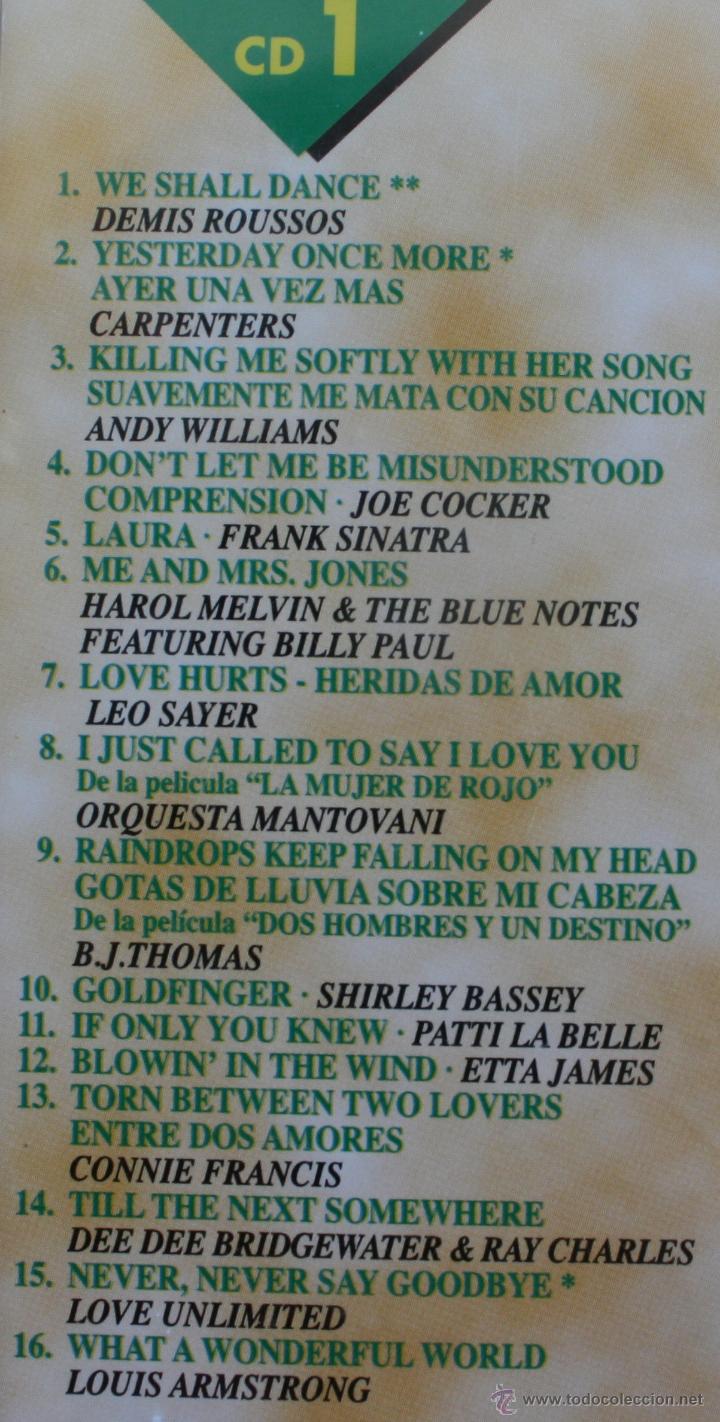 CD 1
1. WE SHALL DANCE **
DEMIS ROUSSOS
2. YESTERDAY ONCE MORE *
AYER UNA VEZ MAS
CARPENTERS
3. KILLING ME SOFTLY WITH HER SONG
SUAVEMENTE ME MATA CON SU CANCION
ANDY WILLIAMS
4. DON'T LET ME BE MISUNDERSTOOD
COMPRENSION · JOE COCKER
5. LAURA · FRANK SINATRA
6. ME AND MRS. JONES
HAROL MELVIN & THE BLUE NOTES
FEATURING BILLY PAUL
7. LOVE HURTS - HERIDAS DE AMOR
LEO SAYER
8. I JUST CALLED TO SAY I LOVE YOU
De la pelicula "LA MUJER DE ROJO"
ORQUESTA MANTOVANI
9. RAINDROPS KEEP FALLING ON MY HEAD
GOTAS DE LLUVIA SOBRE MI CABEZA
De la película "DOS HOMBRES Y UN DESTINO"
B.J.THOMAS
10. GOLDFINGER · SHIRLEY BASSEY
11. IF ONLY YOU KNEW · PATTI LA BELLE
12. BLOWIN' IN THE WIND · ETTA JAMES
13. TORN BETWEEN TWO LOVERS
ENTRE DOS AMORES
CONNIE FRANCIS
14. TILL THE NEXT SOMEWHERE
DEE DEE BRIDGEWATER & RAY CHARLES
15. NEVER, NEVER SAY GOODBYE *
LOVE UNLIMITED
16. WHAT A WONDERFUL WORLD
LOUIS ARMSTRONG
www.todocoleccion.net